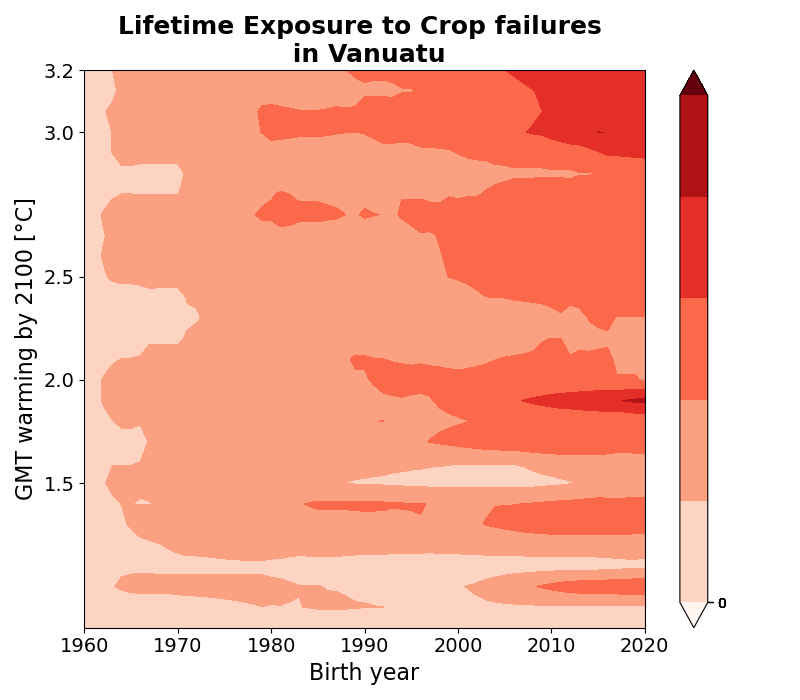 Lifetime Exposure to Crop failures
in Vanuatu
GMT warming by 2100 [°C]
3.2
3.0
2.5
2.0
1.5
0
1960 1970 1980 1990 2000 2010 2020
Birth year